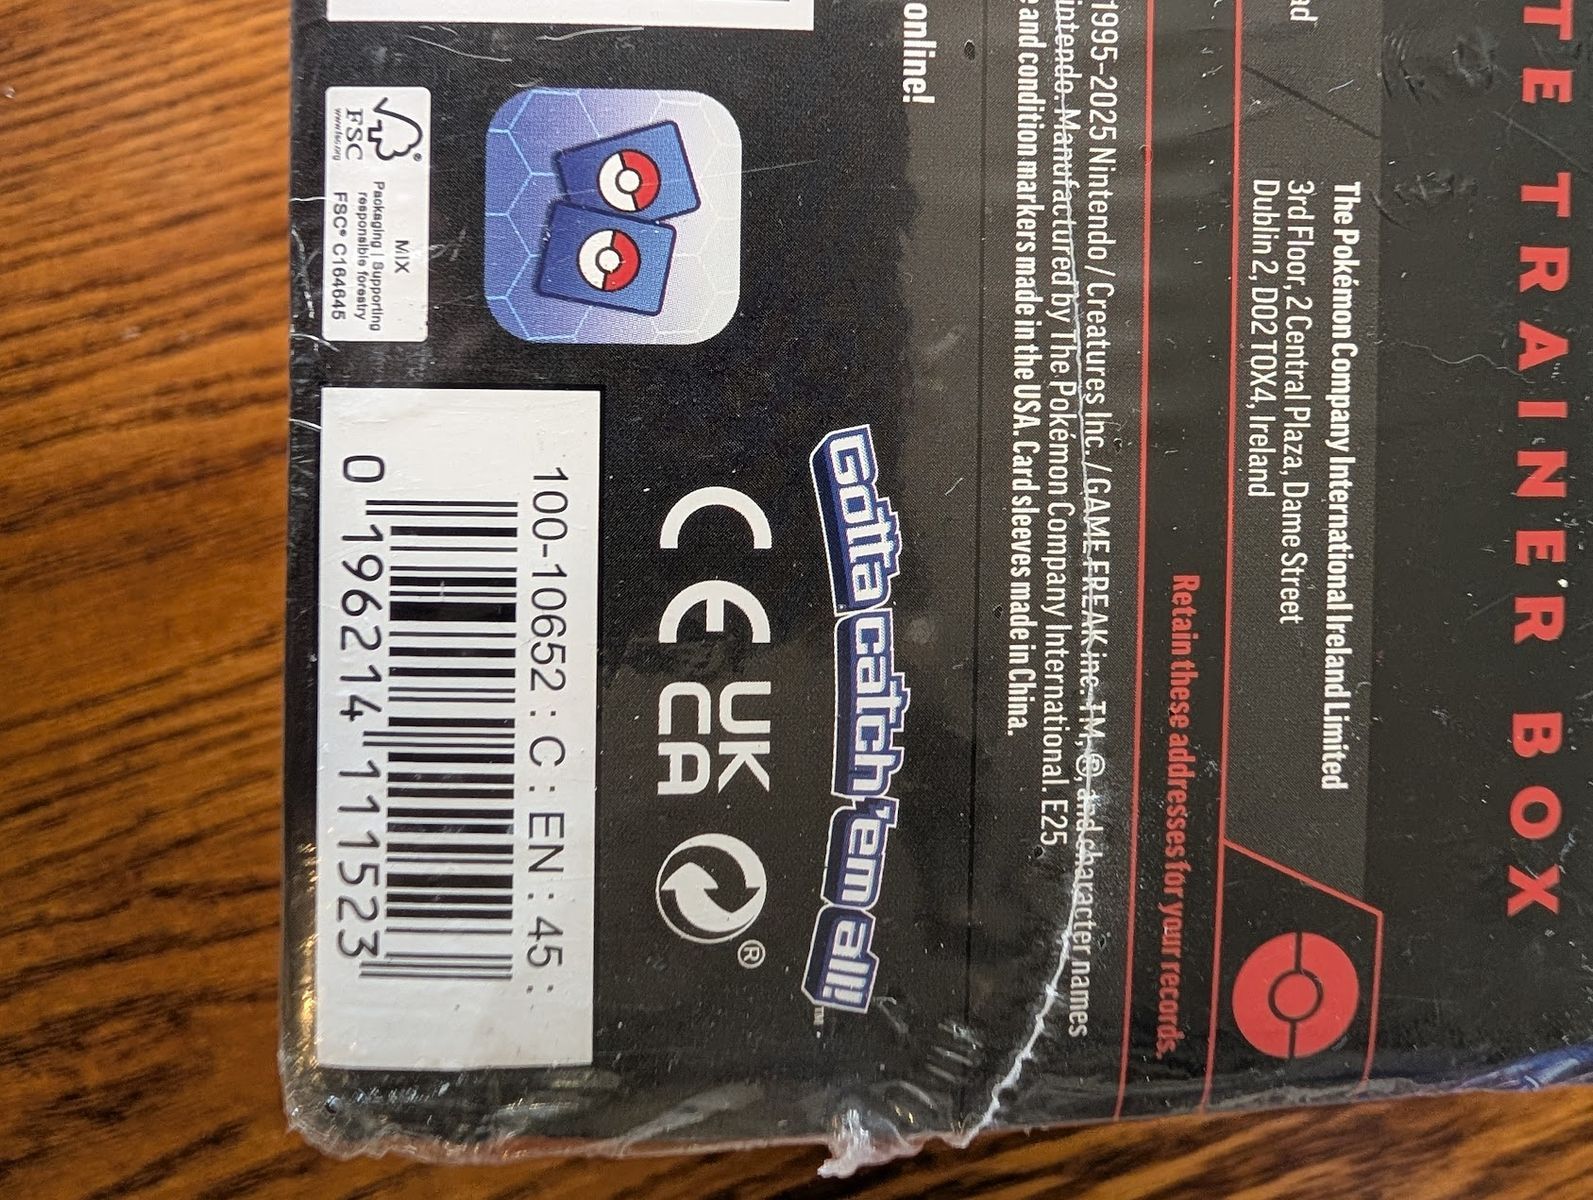 TE TRAINER BOX
ad
The Pokémon Company International Ireland Limited
3rd Floor, 2 Central Plaza, Dame Street
Dublin 2, D02 T0X4, Ireland
Retain these addresses for your records.
1995-2025 Nintendo / Creatures Inc. / GAME FREAK inc. TM, ®, and character names
intendo. Manufactured by The Pokémon Company International. E25
e and condition markers made in the USA. Card sleeves made in China.
online!
Gotta catch 'em all!™
CE UK CA ®
MIX
Packaging | Supporting
responsible forestry
FSC® C164645
FSC®
www.fsc.org
100-10652 : C : EN : 45 :
0 196214 111523